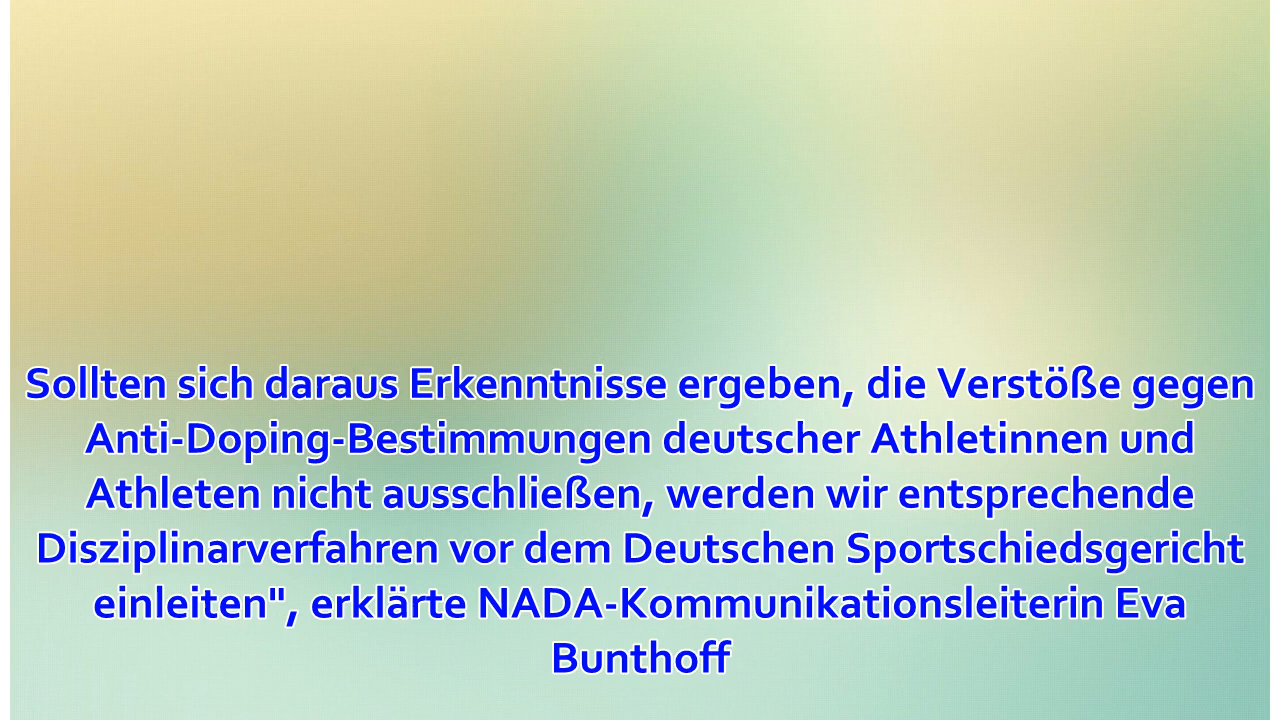 Sollten sich daraus Erkenntnisse ergeben, die Verstöße gegen
Anti-Doping-Bestimmungen deutscher Athletinnen und
Athleten nicht ausschließen, werden wir entsprechende
Disziplinarverfahren vor dem Deutschen Sportschiedsgericht
einleiten", erklärte NADA-Kommunikationsleiterin Eva
Bunthoff